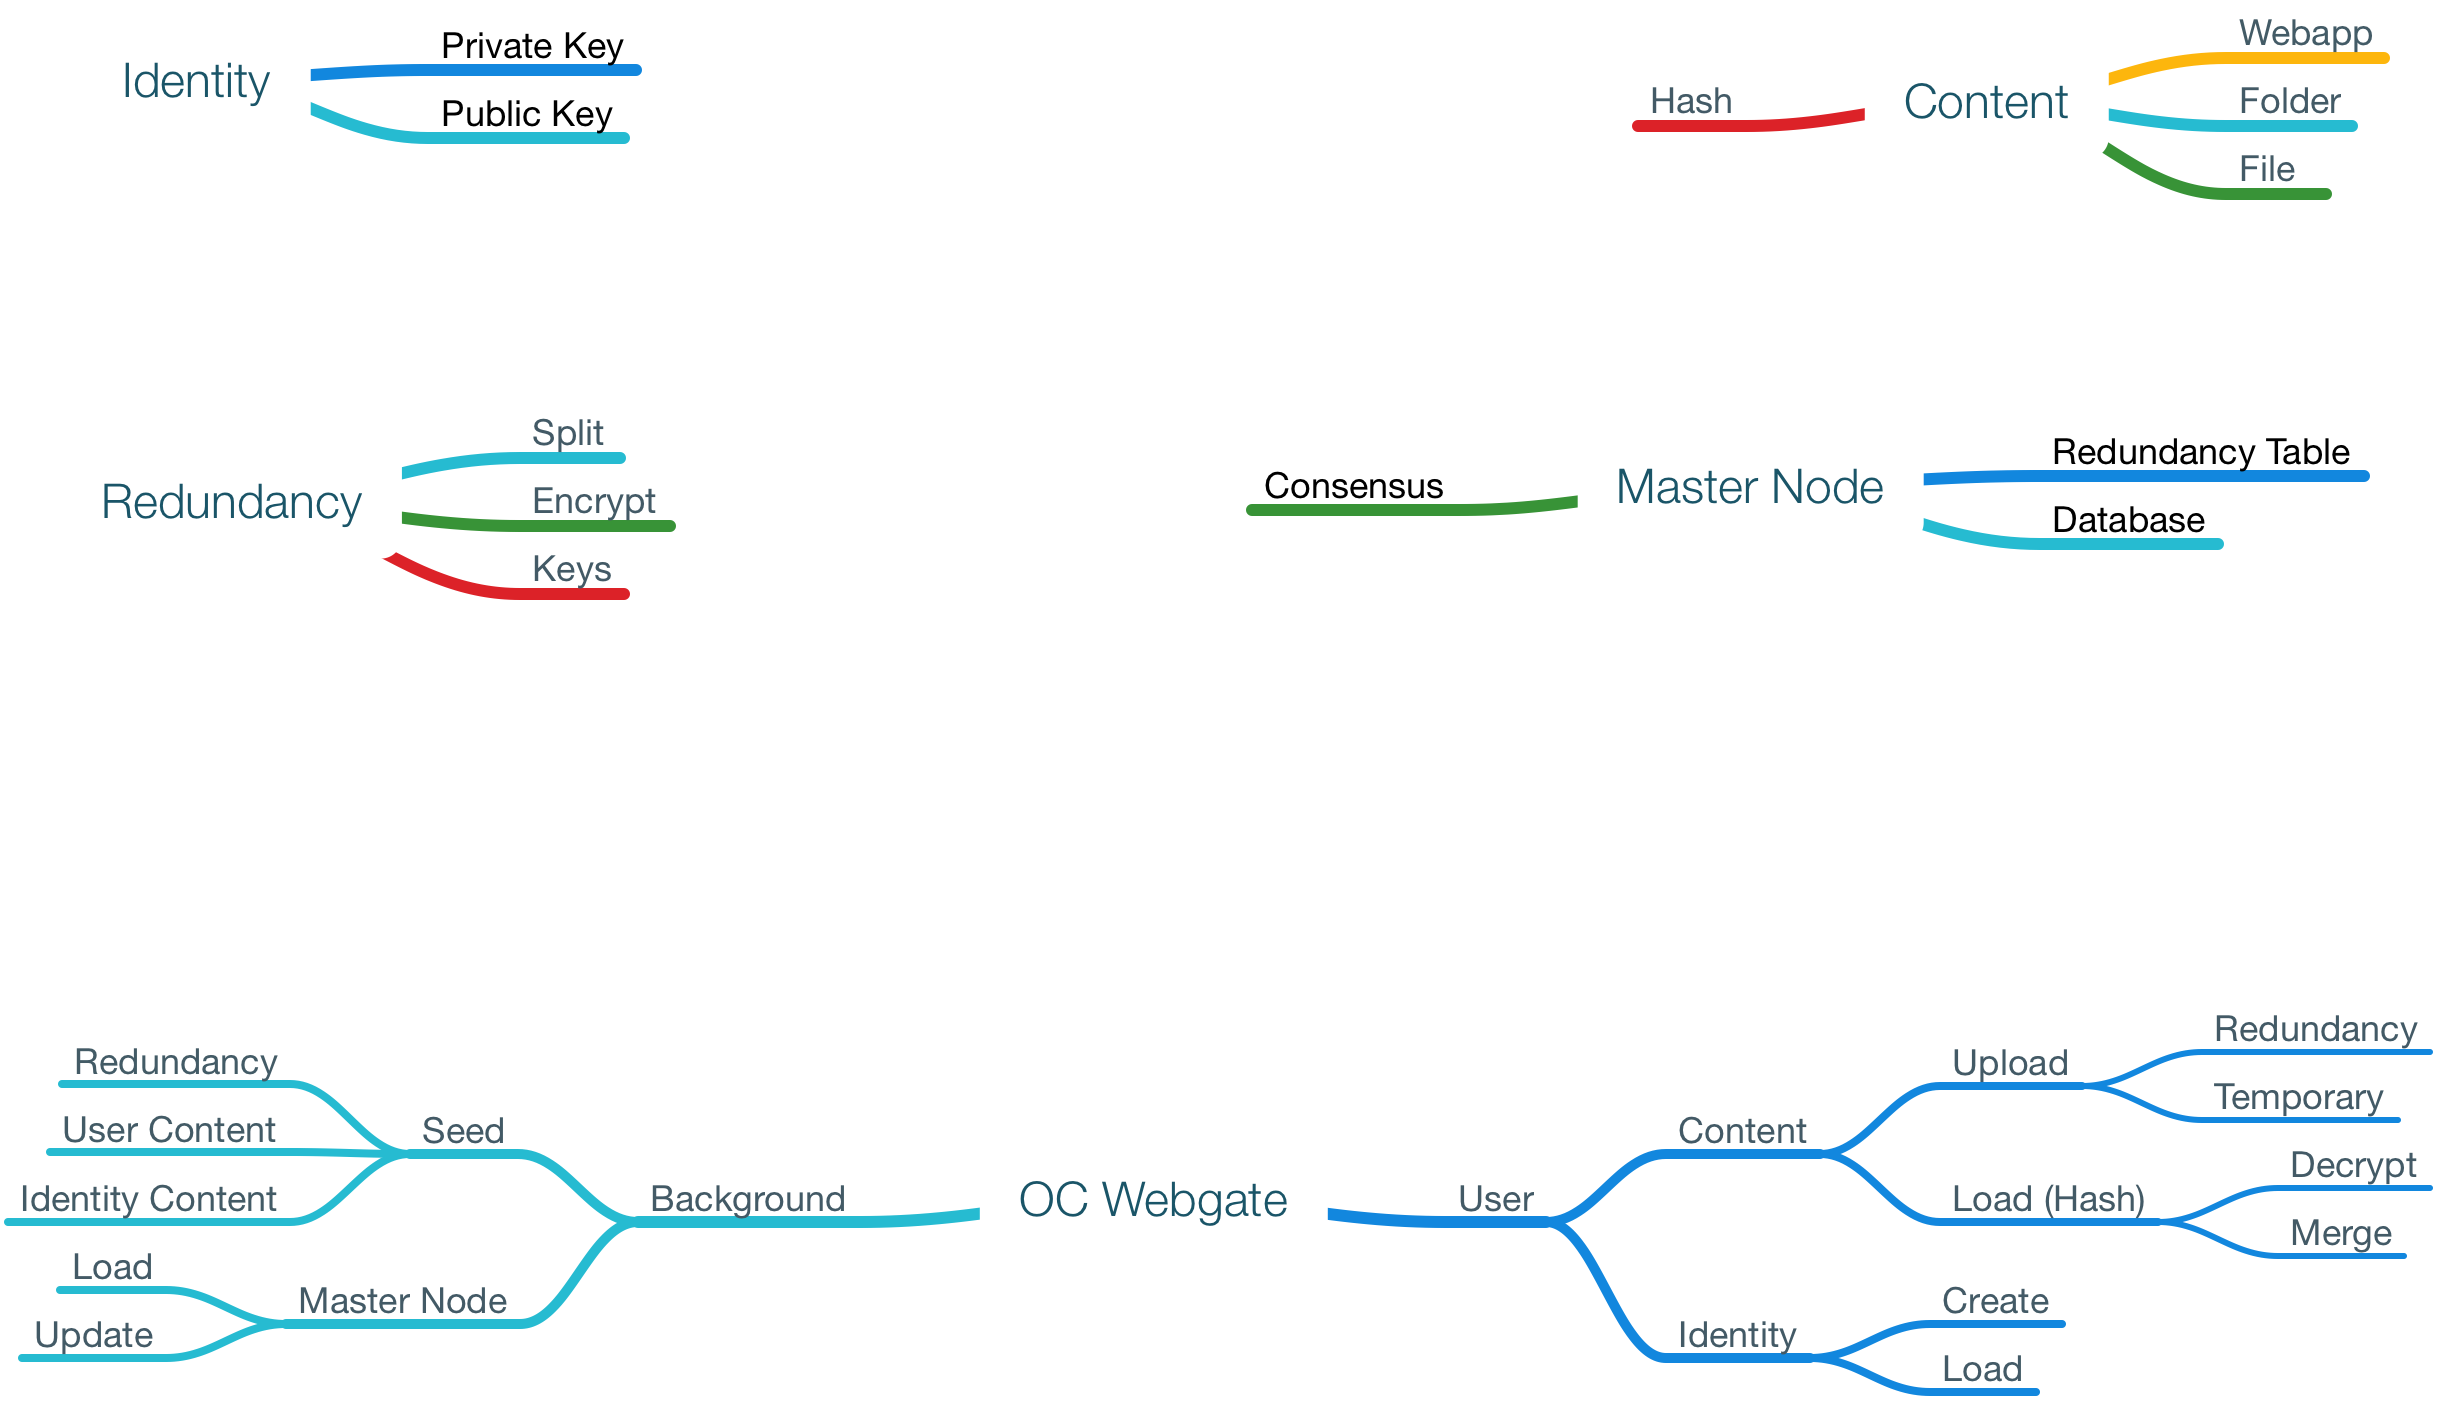 Identity
Private Key
Public Key
Hash
Content
Webapp
Folder
File
Redundancy
Split
Encrypt
Keys
Consensus
Master Node
Redundancy Table
Database
Redundancy
User Content
Identity Content
Seed
Load
Update
Master Node
Background
OC Webgate
User
Content
Upload
Redundancy
Temporary
Load (Hash)
Decrypt
Merge
Identity
Create
Load